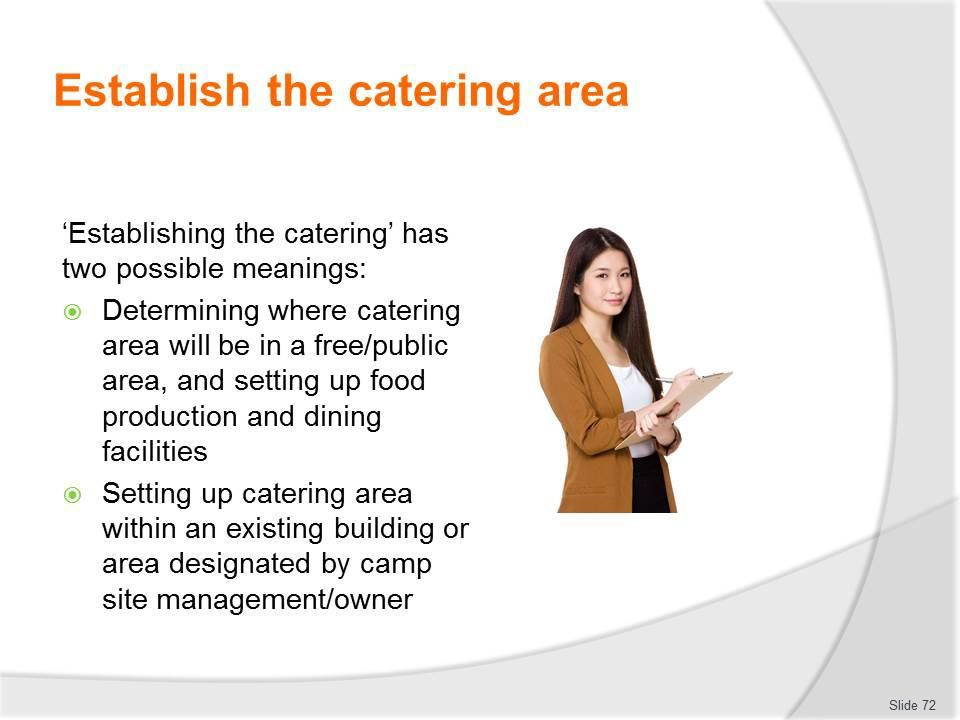 Establish the catering area
‘Establishing the catering’ has
two possible meanings:
Determining where catering
area will be in a free/public
area, and setting up food
production and dining
facilities
Setting up catering area
within an existing building or
area designated by camp
site management/owner
Slide 72